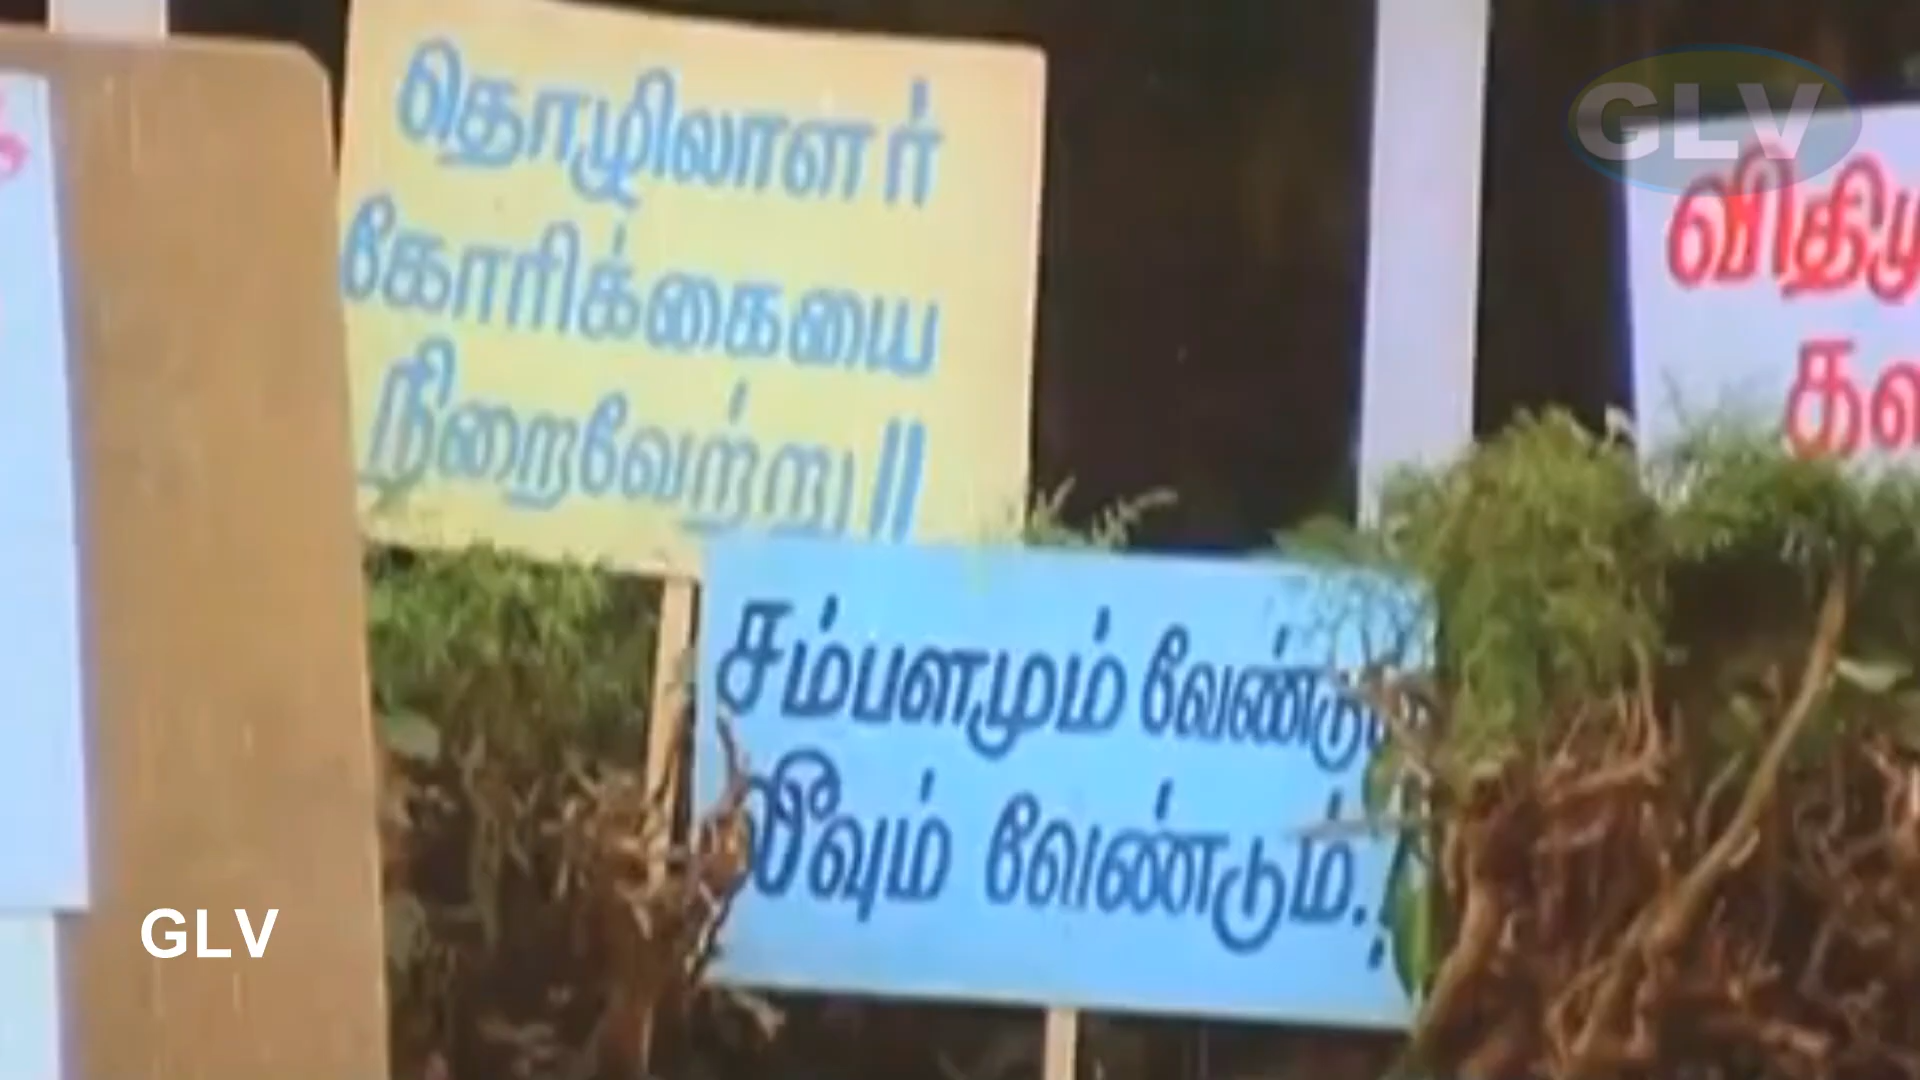 தொழிலாளர்
கோரிக்கையை
நிறைவேற்று !!
சம்பளமும்
லீவும் வேண்டும்.
GLV
GLV